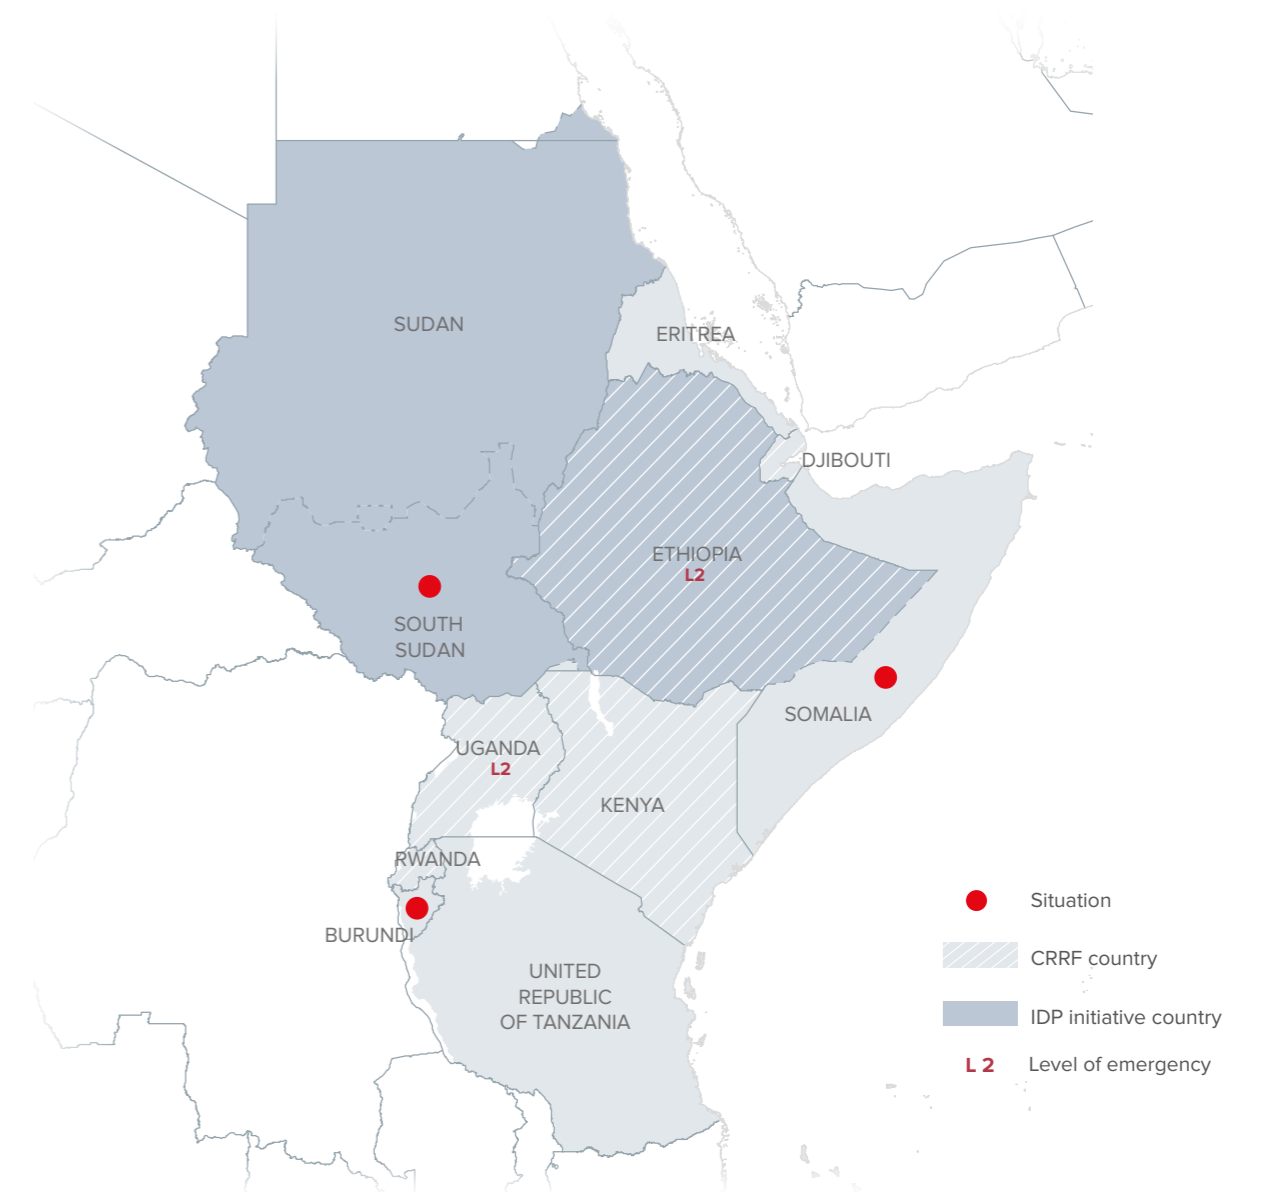 SUDAN
ERITREA
DJIBOUTI
ETHIOPIA
L2
SOUTH
SUDAN
SOMALIA
UGANDA
L2
KENYA
RWANDA
BURUNDI
UNITED
REPUBLIC
OF TANZANIA
Situation
CRRF country
IDP initiative country
L 2 Level of emergency